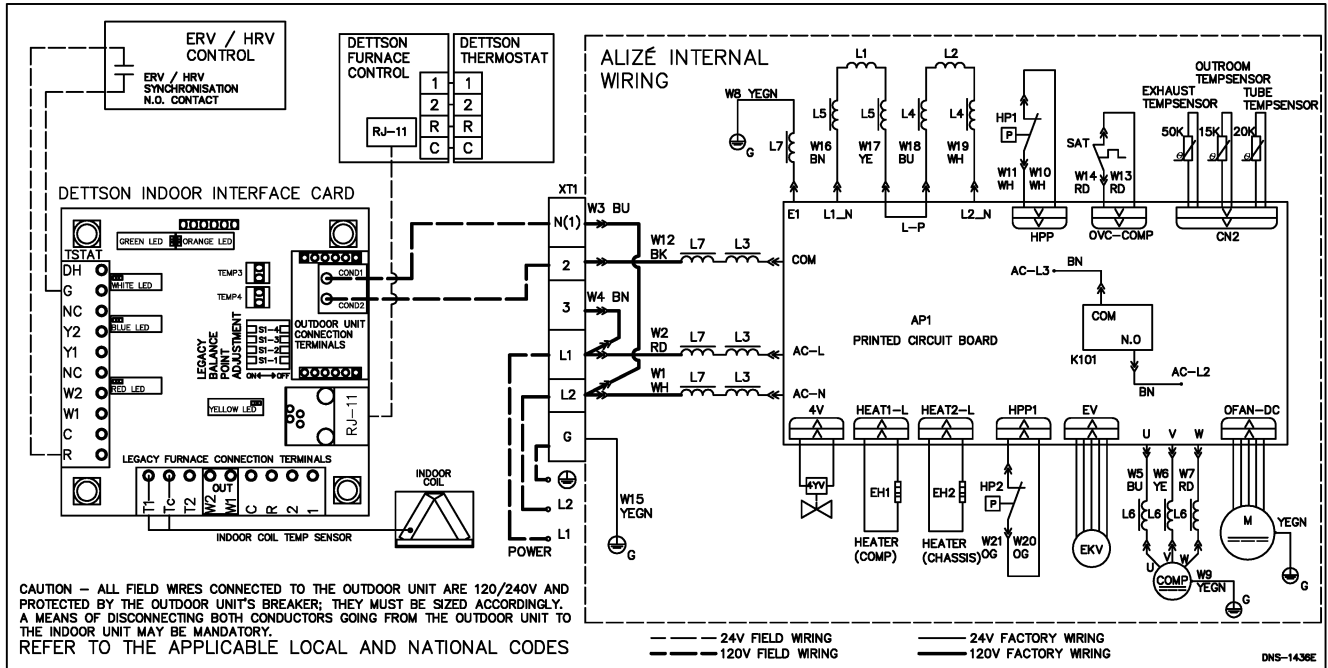 ERV / HRV
CONTROL
ERV / HRV
SYNCHRONISATION
N.O. CONTACT
DETTSON
FURNACE
CONTROL
DETTSON
THERMOSTAT
1 1
2 2
R R
C C
RJ-11
ALIZÉ INTERNAL
WIRING
DETTSON INDOOR INTERFACE CARD
TSTAT
DH
G
NC
Y2
Y1
NC
W2
W1
C
R
GREEN LED
ORANGE LED
WHITE LED
BLUE LED
RED LED
YELLOW LED
TEMP3
TEMP4
LEGACY
BALANCE
POINT
ADJUSTMENT
S1-4
S1-3
S1-2
S1-1
ON OFF
COND1
COND2
OUTDOOR UNIT
CONNECTION
TERMINALS
RJ-11
LEGACY FURNACE CONNECTION TERMINALS
OUT
T1 Tc T2 W2 W1 C R 2 1
INDOOR COIL TEMP SENSOR
INDOOR
COIL
XT1
N(1)
2
3
L1
L2
G
L2
L1
POWER
W3 BU
W12
BK
W4 BN
W2
RD
W1
WH
W15
YEGN
G
L7 L3
L7 L3
L7 L3
W8 YEGN
G
L7
L1
L5
W16
BN
L5
W17
YE
L2
L4
W18
BU
L4
W19
WH
HP1
P
W11
WH
W10
WH
SAT
W14
RD
W13
RD
OUTROOM
TEMPSENSOR
EXHAUST
TEMPSENSOR
TUBE
TEMPSENSOR
50K
15K
20K
θ θ θ
E1
L1_N
L-P
L2_N
HPP
OVC-COMP
CN2
COM
AC-L
AC-N
AP1
PRINTED CIRCUIT BOARD
AC-L3
BN
COM
N.O
K101
BN
AC-L2
4V
HEAT1-L
HEAT2-L
HPP1
EV
U V W
OFAN-DC
4YV
EH1
HEATER
(COMP)
EH2
HEATER
(CHASSIS)
HP2
P
W21
OG
W20
OG
EKV
W5
BU
W6
YE
W7
RD
L6 L6 L6
U V W
COMP
W9
YEGN
G
M
YEGN
G
CAUTION – ALL FIELD WIRES CONNECTED TO THE OUTDOOR UNIT ARE 120/240V AND
PROTECTED BY THE OUTDOOR UNIT'S BREAKER; THEY MUST BE SIZED ACCORDINGLY.
A MEANS OF DISCONNECTING BOTH CONDUCTORS GOING FROM THE OUTDOOR UNIT TO
THE INDOOR UNIT MAY BE MANDATORY.
REFER TO THE APPLICABLE LOCAL AND NATIONAL CODES
24V FIELD WIRING
120V FIELD WIRING
24V FACTORY WIRING
120V FACTORY WIRING
DNS-1436E